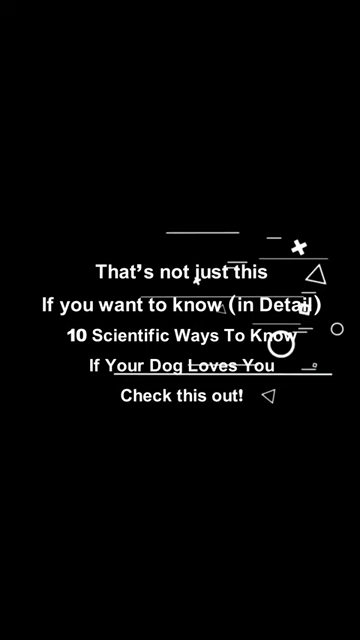 That's not just this
If you want to know (in Detail)
10 Scientific Ways To Know
If Your Dog Loves You
Check this out!